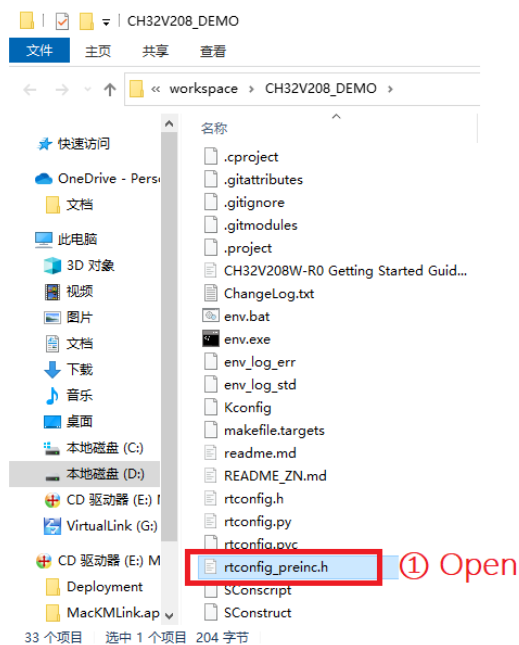 CH32V208_DEMO
文件 主页 共享 查看
« workspace › CH32V208_DEMO ›
名称
快速访问
OneDrive - Pers
文档
此电脑
3D 对象
视频
图片
文档
下载
音乐
桌面
本地磁盘 (C:)
本地磁盘 (D:)
CD 驱动器 (E:) I
VirtualLink (G:)
CD 驱动器 (E:) M
Deployment
MacKMLink.ap
.cproject
.gitattributes
.gitignore
.gitmodules
.project
CH32V208W-R0 Getting Started Guid...
ChangeLog.txt
env.bat
env.exe
env_log_err
env_log_std
Kconfig
makefile.targets
readme.md
README_ZN.md
rtconfig.h
rtconfig.py
rtconfig.pyc
rtconfig_preinc.h
① Open
SConscript
SConstruct
33 个项目 选中 1 个项目 204 字节